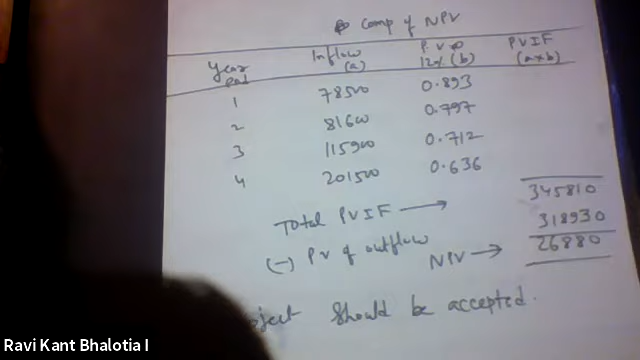 Comp of NPV
Year End Inflow (a) P.V @ 12% (b) PVIF (axb)
1 78500 0.893
2 81600 0.797
3 115900 0.712
4 201500 0.636
Total PVIF → 345810
(-) PV of outflow 318930
NPV → 26880
should be accepted.
Ravi Kant Bhalotia I